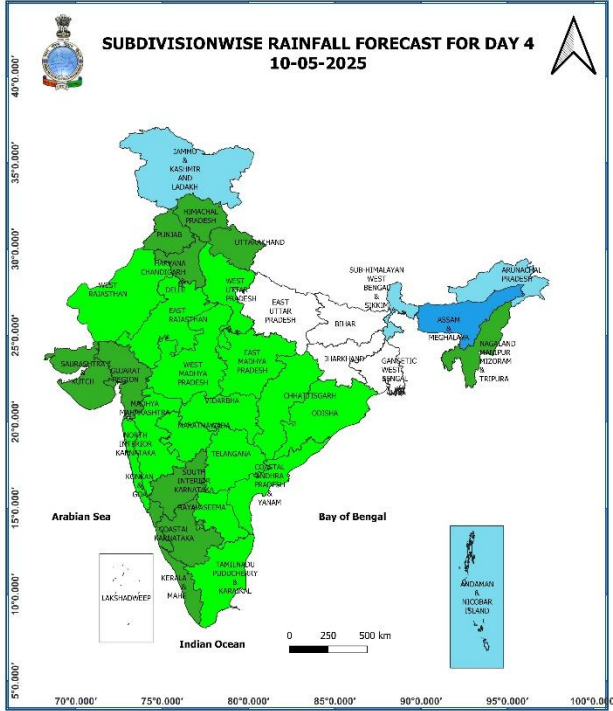 SUBDIVISIONWISE RAINFALL FORECAST FOR DAY 4
10-05-2025
40°0.000'
35°0.000'
30°0.000'
25°0.000'
20°0.000'
15°0.000'
10°0.000'
5°0.000'
JAMMO
&
KASHMIR
AND
LADAKH
HIMACHAL
PRADESH
PUNJAB
UTTARAKHAND
HARYANA
CHANDIGARH
&
DELHI
WEST
RAJASTHAN
WEST
UTTAR
PRADESH
EAST
RAJASTHAN
EAST
UTTAR
PRADESH
BIHAR
SUB-HIMALAYAN
WEST
BENGAL
&
SIKKIM
ARUNACHAL
PRADESH
ASSAM
&
MEGHALAYA
NAGALAND
MANIPUR
MIZORAM
&
TRIPURA
JHARKHAND
GANGETIC
WEST
BENGAL
SAURASHTRA
&
KUTCH
GUJARAT
REGION
WEST
MADHYA
PRADESH
EAST
MADHYA
PRADESH
CHHATTISGARH
ODISHA
VIDARBHA
MADHYA
MAHARASHTRA
MARATHWADA
NORTH
INTERIOR
KARNATAKA
TELANGANA
KONKAN
&
GOA
SOUTH
INTERIOR
KARNATAKA
COASTAL
ANDHRA
PRADESH
&
YANAM
RAYALASEEMA
COASTAL
KARNATAKA
Arabian Sea
Bay of Bengal
LAKSHADWEEP
KERALA
&
MAHE
TAMILNADU
PUDUCHERRY
&
KARAIKAL
ANDAMAN
&
NICOBAR
ISLAND
Indian Ocean
0 250 500 km
70°0.000' 75°0.000' 80°0.000' 85°0.000' 90°0.000' 95°0.000' 100°0.000'